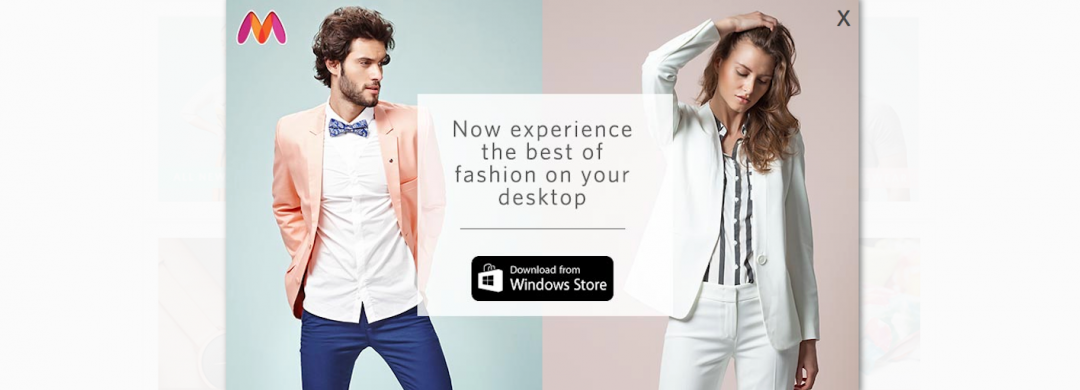 X
Now experience
the best of
fashion on your
desktop
Download from
Windows Store